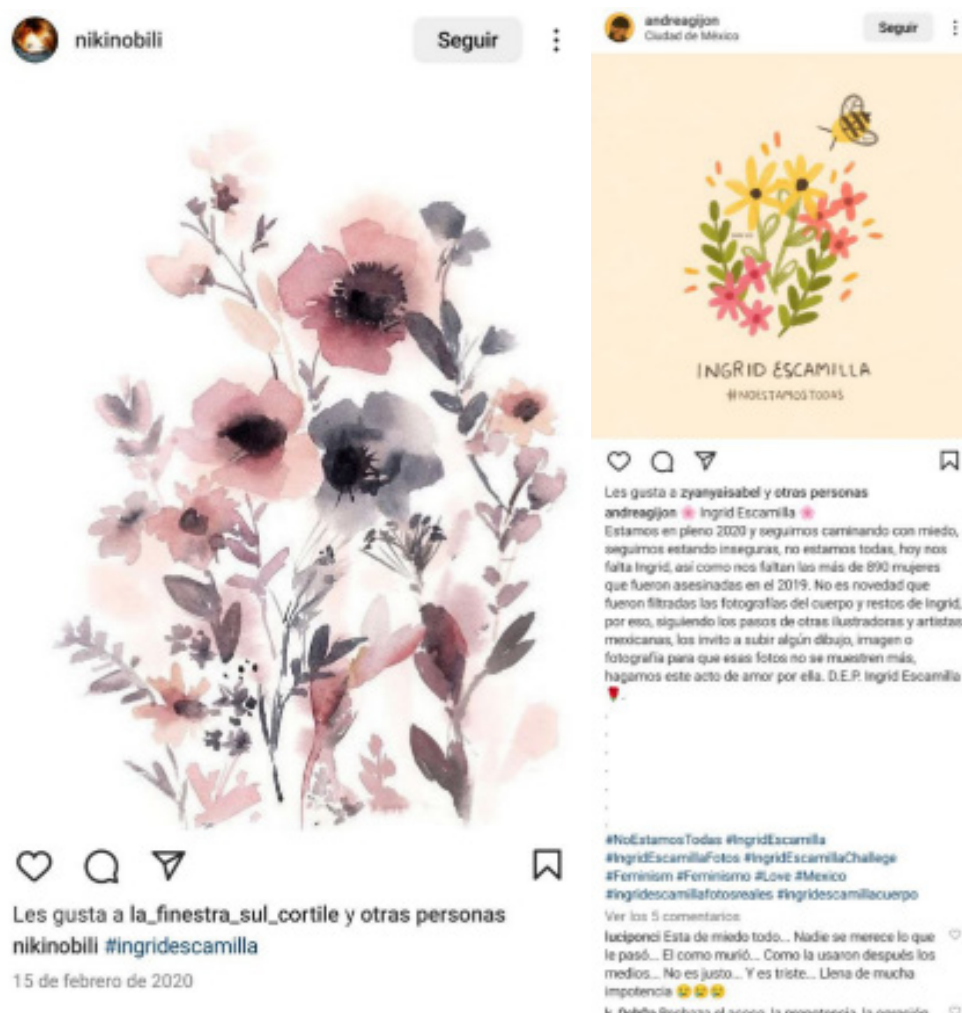 nikinobili
Seguir
Les gusta a la_finestra_sul_cortile y otras personas
nikinobili #ingridescamilla
15 de febrero de 2020
andreagijon
Ciudad de México
Seguir
INGRID ESCAMILLA
#NOESTAMOSTODAS
Les gusta a zyanyaisabel y otras personas
andreagijon 🌸 Ingrid Escamilla 🌸
Estamos en pleno 2020 y seguimos caminando con miedo,
seguimos estando inseguras, no estamos todas, hoy nos
falta Ingrid, así como nos faltan las más de 890 mujeres
que fueron asesinadas en el 2019. No es novedad que
fueron filtradas las fotografías del cuerpo y restos de Ingrid,
por eso, siguiendo los pasos de otras ilustradoras y artistas
mexicanas, los invito a subir algún dibujo, imagen o
fotografía para que esas fotos no se muestren más,
hagamos este acto de amor por ella. D.E.P. Ingrid Escamilla
🌹.
.
.
.
.
.
.
#NoEstamosTodas #IngridEscamilla
#IngridEscamillaFotos #IngridEscamillaChallege
#Feminism #Feminismo #Love #Mexico
#ingridescamillafotosreales #ingridescamillacuerpo
Ver los 5 comentarios
luciponci Esta de miedo todo... Nadie se merece lo que
le pasó... El como murió... Como la usaron después los
medios... No es justo... Y es triste... Llena de mucha
impotencia 😢😢😢